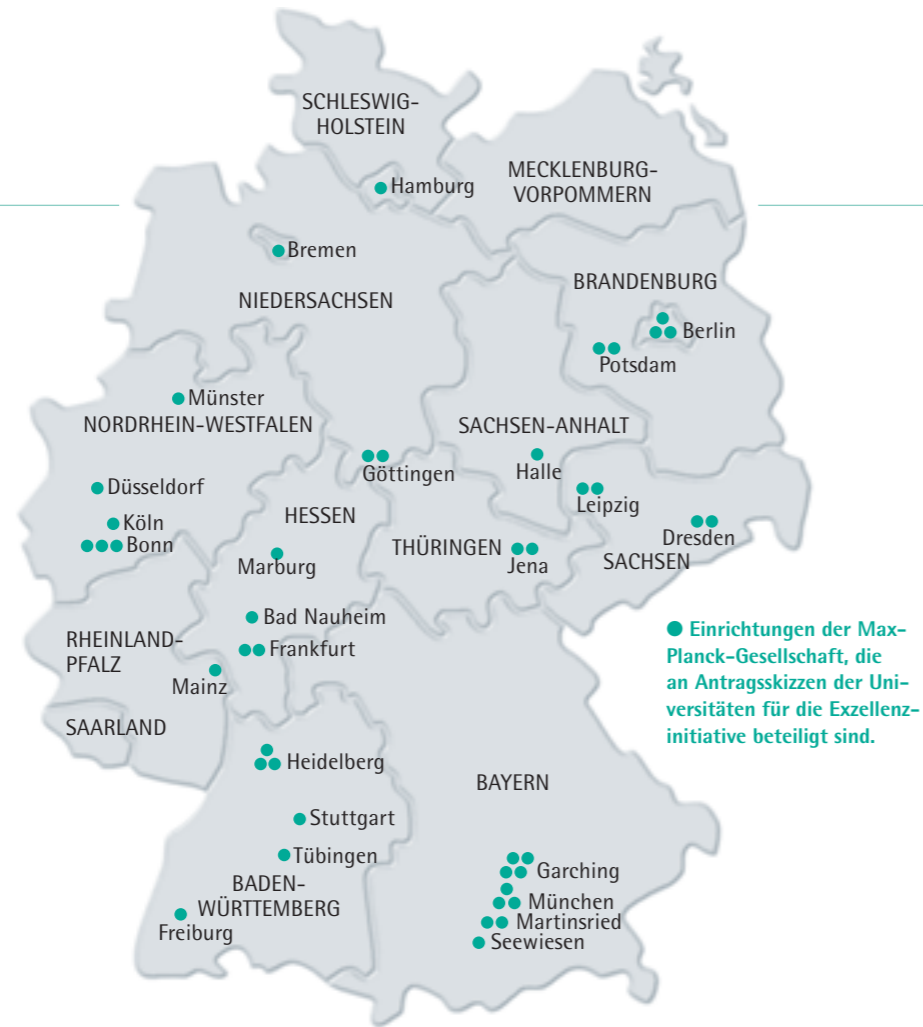 SCHLESWIG-
HOLSTEIN
MECKLENBURG-
VORPOMMERN
Hamburg
Bremen
NIEDERSACHSEN
BRANDENBURG
Berlin
Potsdam
Münster
NORDRHEIN-WESTFALEN
SACHSEN-ANHALT
Göttingen
Halle
Düsseldorf
Leipzig
Köln
HESSEN
Dresden
Bonn
THÜRINGEN
Jena
SACHSEN
Marburg
Bad Nauheim
RHEINLAND-
PFALZ
Frankfurt
Mainz
SAARLAND
● Einrichtungen der Max-
Planck-Gesellschaft, die
an Antragsskizzen der Uni-
versitäten für die Exzellenz-
initiative beteiligt sind.
Heidelberg
BAYERN
Stuttgart
Tübingen
BADEN-
WÜRTTEMBERG
Freiburg
Garching
München
Martinsried
Seewiesen